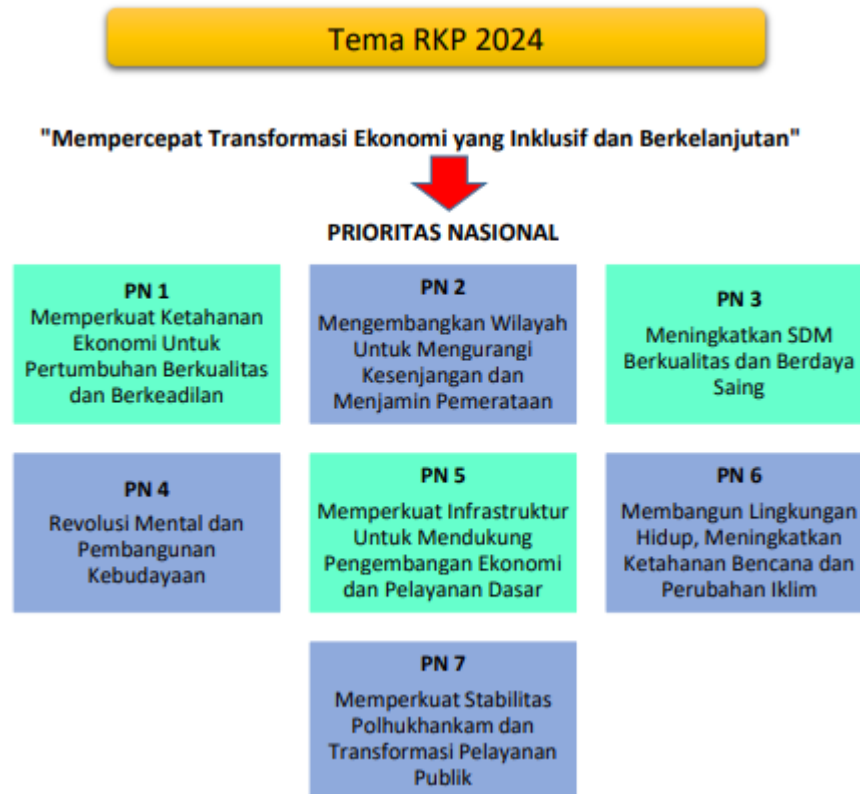 Tema RKP 2024
"Mempercepat Transformasi Ekonomi yang Inklusif dan Berkelanjutan"
PRIORITAS NASIONAL
PN 1
Memperkuat Ketahanan
Ekonomi Untuk
Pertumbuhan Berkualitas
dan Berkeadilan
PN 2
Mengembangkan Wilayah
Untuk Mengurangi
Kesenjangan dan
Menjamin Pemerataan
PN 3
Meningkatkan SDM
Berkualitas dan Berdaya
Saing
PN 4
Revolusi Mental dan
Pembangunan
Kebudayaan
PN 5
Memperkuat Infrastruktur
Untuk Mendukung
Pengembangan Ekonomi
dan Pelayanan Dasar
PN 6
Membangun Lingkungan
Hidup, Meningkatkan
Ketahanan Bencana dan
Perubahan Iklim
PN 7
Memperkuat Stabilitas
Polhukhankam dan
Transformasi Pelayanan
Publik